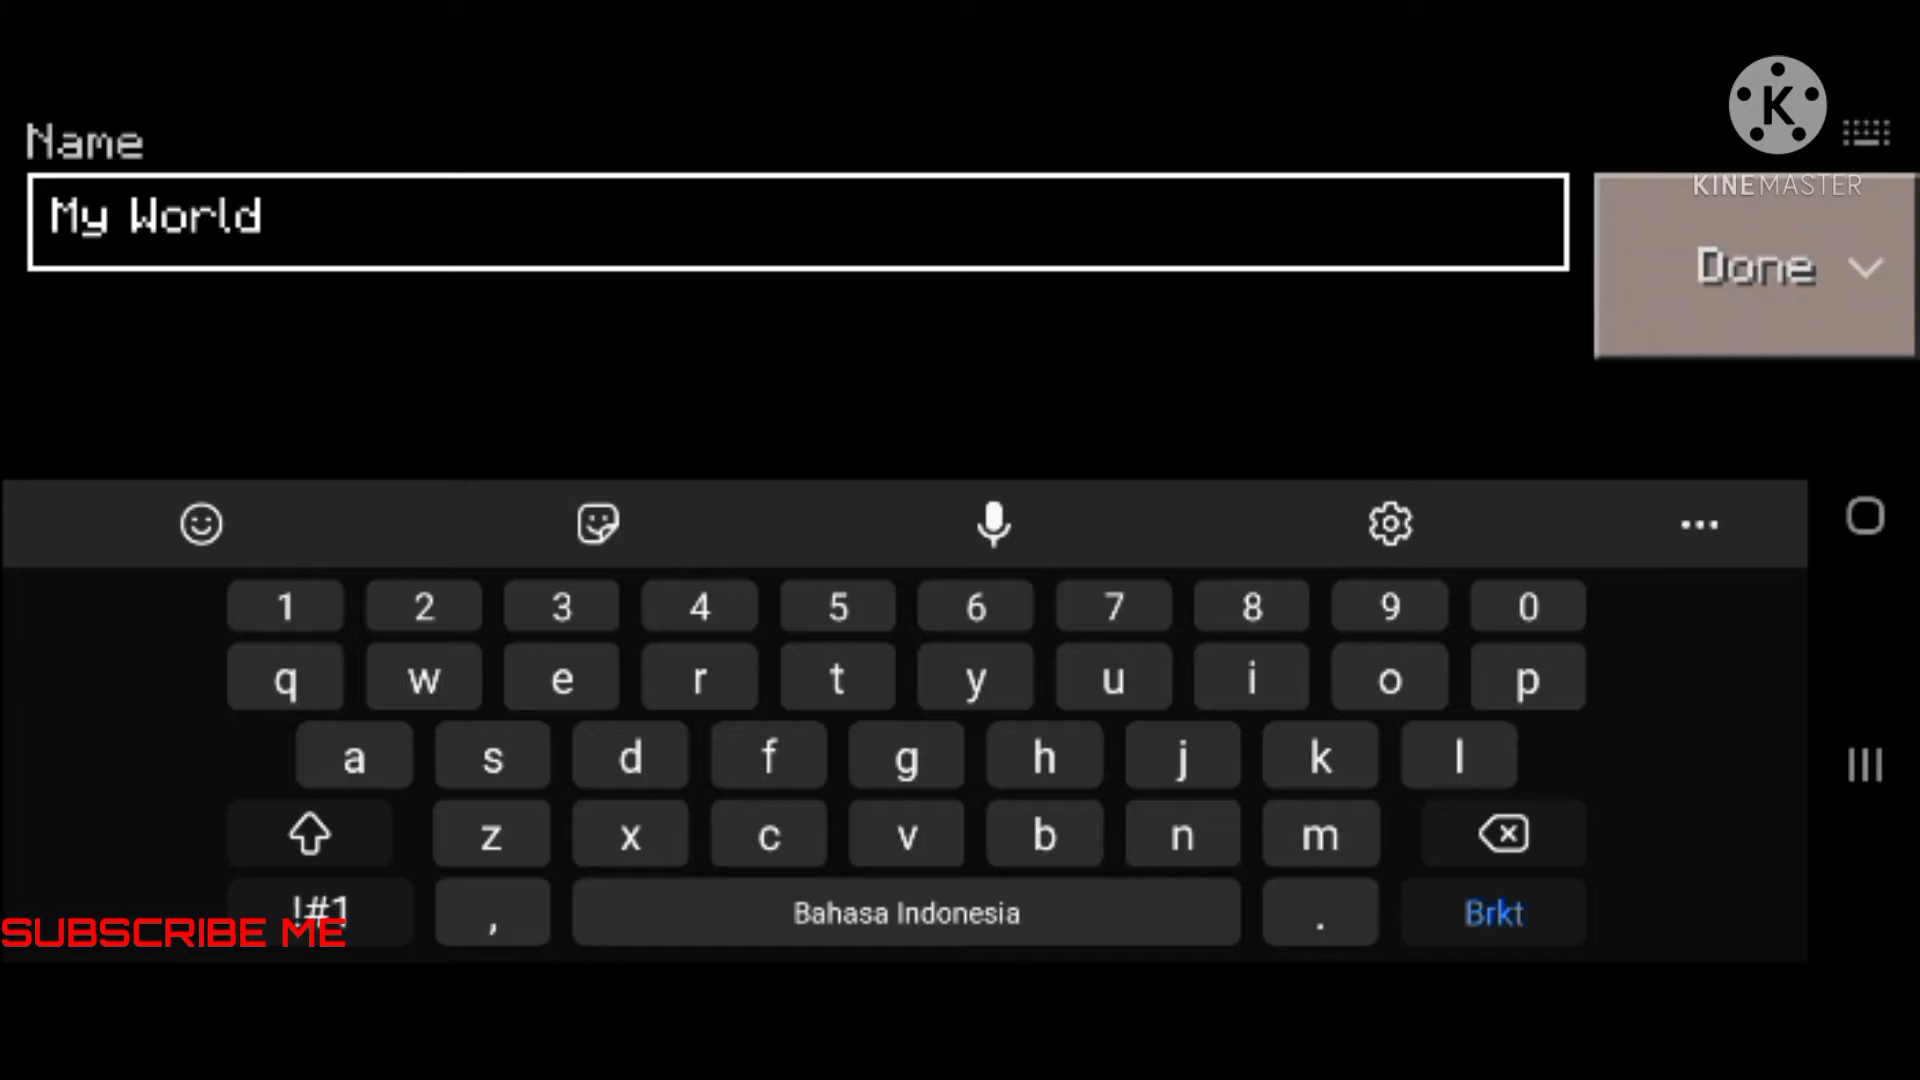 Name
My World
K
KINEMASTER
Done
1 2 3 4 5 6 7 8 9 0
q w e r t y u i o p
a s d f g h j k l
z x c v b n m
!#1 , Bahasa Indonesia . Brkt
SUBSCRIBE ME